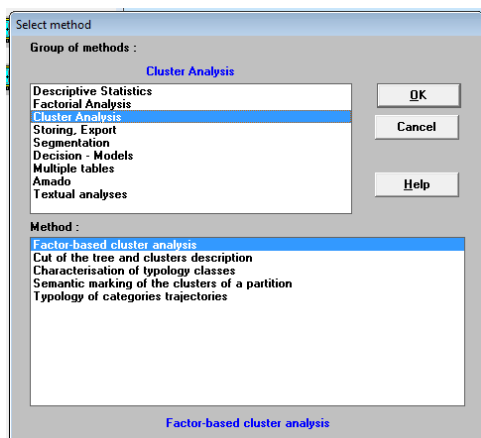 Select method
Group of methods :
Cluster Analysis
Descriptive Statistics
Factorial Analysis
Cluster Analysis
Storing, Export
Segmentation
Decision - Models
Multiple tables
Amado
Textual analyses
OK
Cancel
Help
Method :
Factor-based cluster analysis
Cut of the tree and clusters description
Characterisation of typology classes
Semantic marking of the clusters of a partition
Typology of categories trajectories
Factor-based cluster analysis